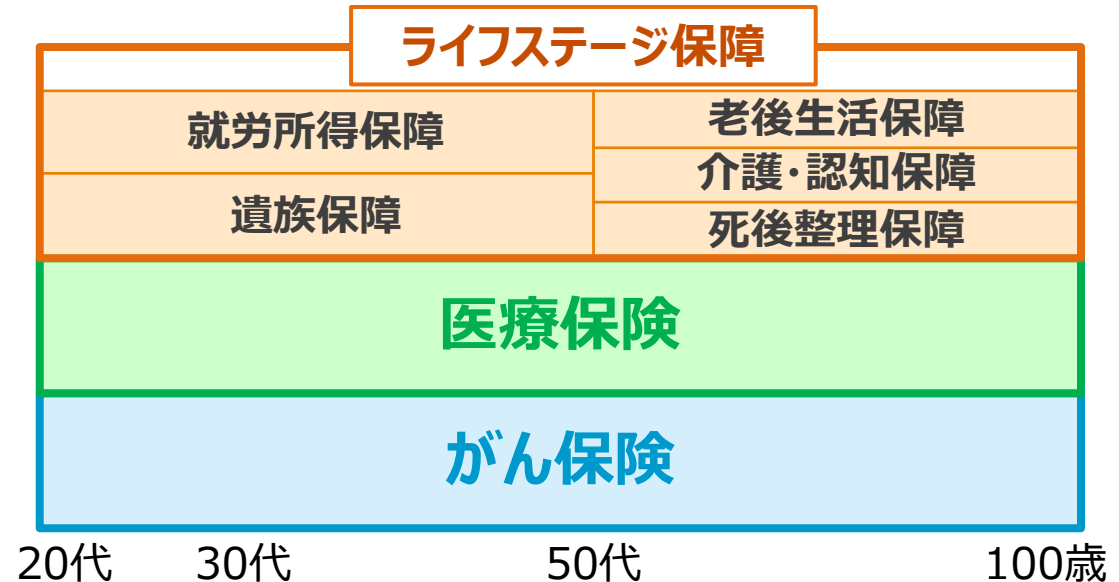 ライフステージ保障
就労所得保障
遺族保障
老後生活保障
介護・認知保障
死後整理保障
医療保険
がん保険
20代 30代 50代 100歳